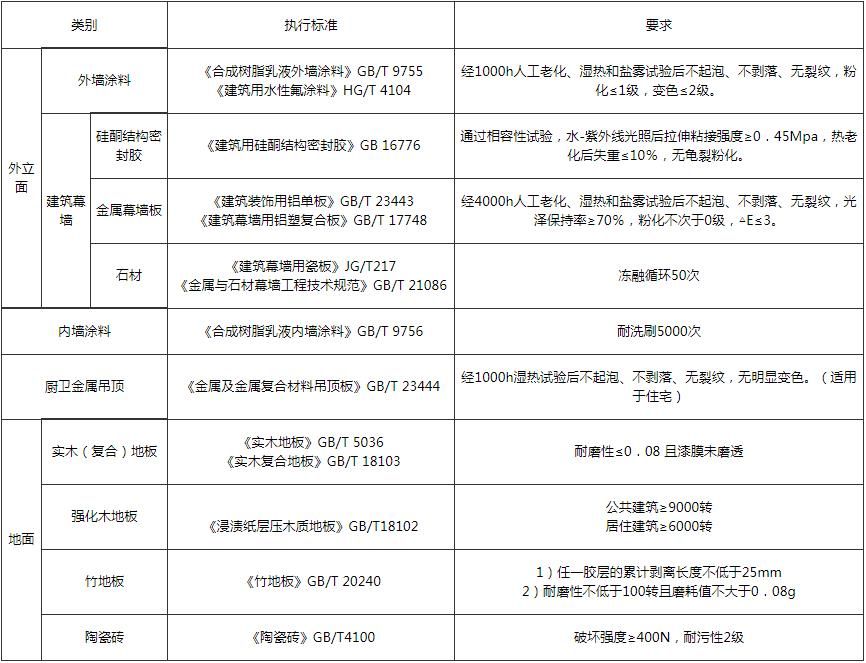 类别
执行标准
要求
外立
面
外墙涂料
《合成树脂乳液外墙涂料》GB/T 9755
《建筑用水性氟涂料》HG/T 4104
经1000h人工老化、湿热和盐雾试验后不起泡、不剥落、无裂纹，粉
化≤1级，变色≤2级。
建筑幕
墙
硅酮结构密
封胶
《建筑用硅酮结构密封胶》GB 16776
通过相容性试验，水-紫外线光照后拉伸粘接强度≥0．45Mpa，热老
化后失重≤10%，无龟裂粉化。
金属幕墙板
《建筑装饰用铝单板》GB/T 23443
《建筑幕墙用铝塑复合板》GB/T 17748
经4000h人工老化、湿热和盐雾试验后不起泡、不剥落、无裂纹，光
泽保持率≥70%，粉化不次于0级，△E≤3。
石材
《建筑幕墙用瓷板》JG/T217
《金属与石材幕墙工程技术规范》GB/T 21086
冻融循环50次
内墙涂料
《合成树脂乳液内墙涂料》GB/T 9756
耐洗刷5000次
厨卫金属吊顶
《金属及金属复合材料吊顶板》GB/T 23444
经1000h湿热试验后不起泡、不剥落、无裂纹，无明显变色。（适用
于住宅）
地面
实木（复合）地板
《实木地板》GB/T 5036
《实木复合地板》GB/T 18103
耐磨性≤0．08 且漆膜未磨透
强化木地板
《浸渍纸层压木质地板》GB/T18102
公共建筑≥9000转
居住建筑≥6000转
竹地板
《竹地板》GB/T 20240
1）任一胶层的累计剥离长度不低于25mm
2）耐磨性不低于100转且磨耗值不大于0．08g
陶瓷砖
《陶瓷砖》GB/T4100
破坏强度≥400N，耐污性2级